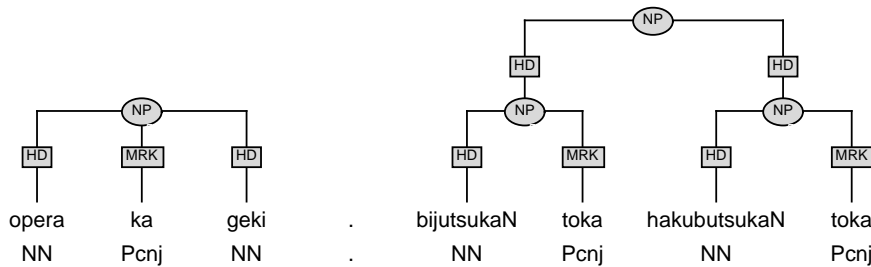 NP
HD HD
NP NP NP
HD MRK HD HD MRK HD MRK
opera ka geki . bijutsukaN toka hakubutsukaN toka
NN Pcnj NN . NN Pcnj NN Pcnj